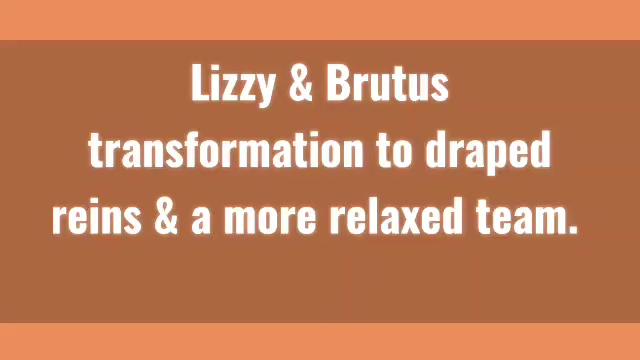 Lizzy & Brutus
transformation to draped
reins & a more relaxed team.